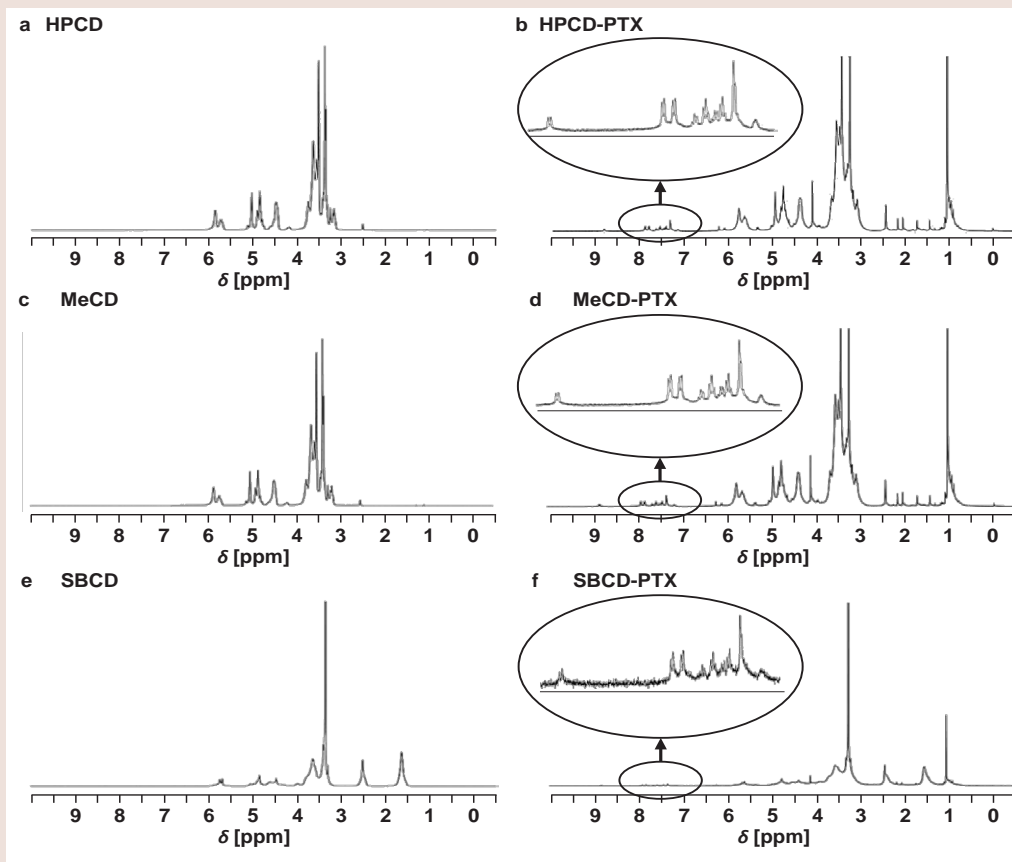 a HPCD
9 8 7 6 5 4 3 2 1 0
δ [ppm]
b HPCD-PTX
9 8 7 6 5 4 3 2 1 0
δ [ppm]
c MeCD
9 8 7 6 5 4 3 2 1 0
δ [ppm]
d MeCD-PTX
9 8 7 6 5 4 3 2 1 0
δ [ppm]
e SBCD
9 8 7 6 5 4 3 2 1 0
δ [ppm]
f SBCD-PTX
9 8 7 6 5 4 3 2 1 0
δ [ppm]